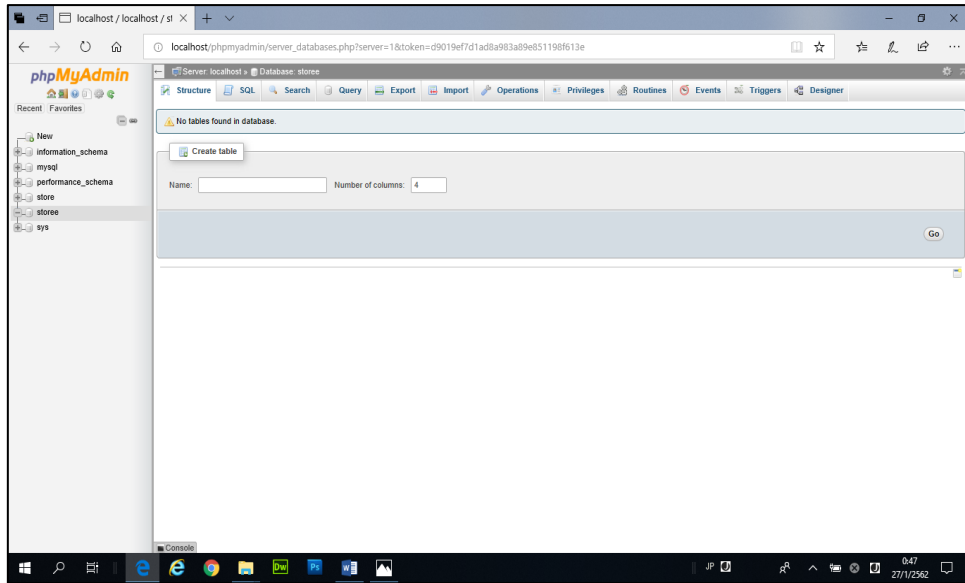 localhost / localhost / st
localhost/phpmyadmin/server_databases.php?server=1&token=d9019ef7d1ad8a983a89e851198f613e
phpMyAdmin
Recent Favorites
New
information_schema
mysql
performance_schema
store
storee
sys
Server: localhost » Database: storee
Structure SQL Search Query Export Import Operations Privileges Routines Events Triggers Designer
No tables found in database.
Create table
Name: Number of columns: 4
Go
Console
Dw Ps
JP
0:47
27/1/2562